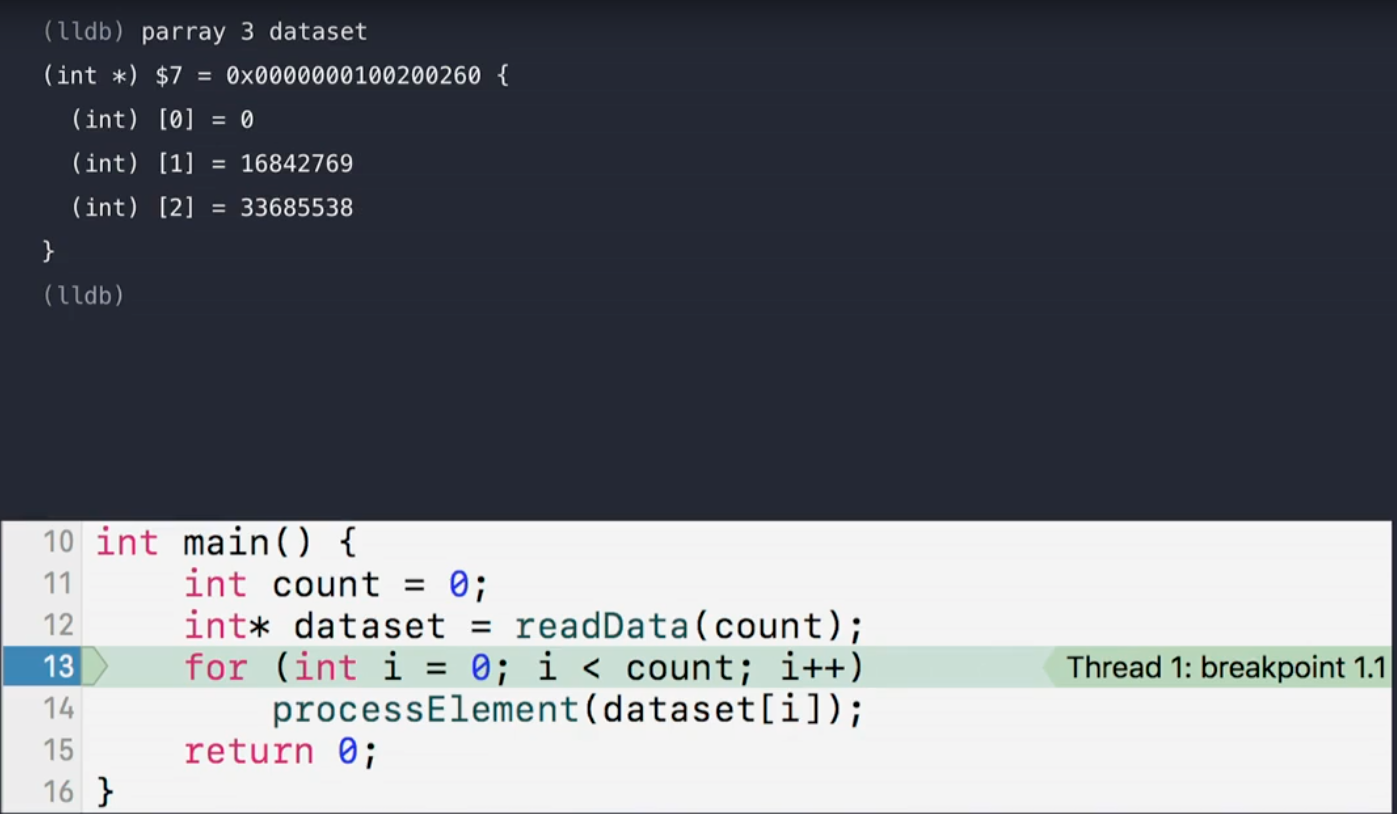 (lldb) parray 3 dataset
(int *) $7 = 0x0000000100200260 {
  (int) [0] = 0
  (int) [1] = 16842769
  (int) [2] = 33685538
}
(lldb)
10 int main() {
11     int count = 0;
12     int* dataset = readData(count);
13     for (int i = 0; i < count; i++) Thread 1: breakpoint 1.1
14         processElement(dataset[i]);
15     return 0;
16 }